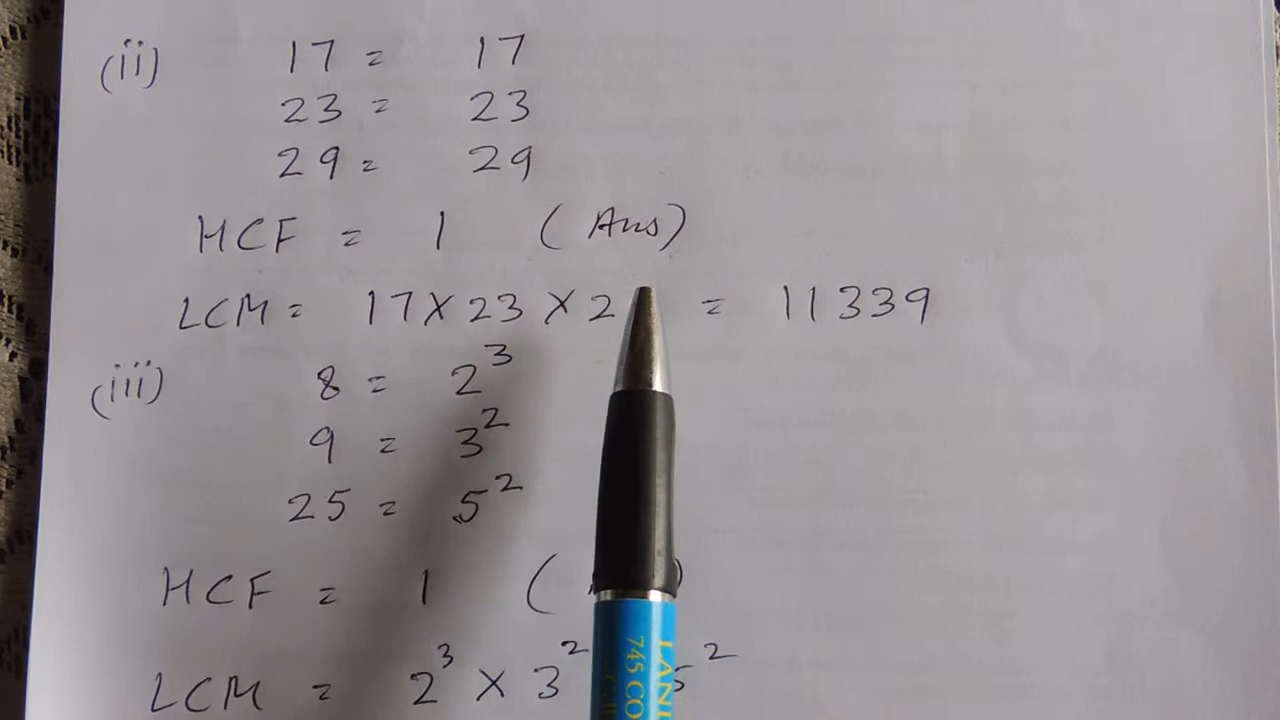 (ii) 17 = 17
23 = 23
29 = 29
HCF = 1 (Ans)
LCM = 17 × 23 × 2 = 11339
(iii) 8 = 2³
9 = 3²
25 = 5²
HCF = 1 (
LCM = 2³ × 3² 5²
745 CO